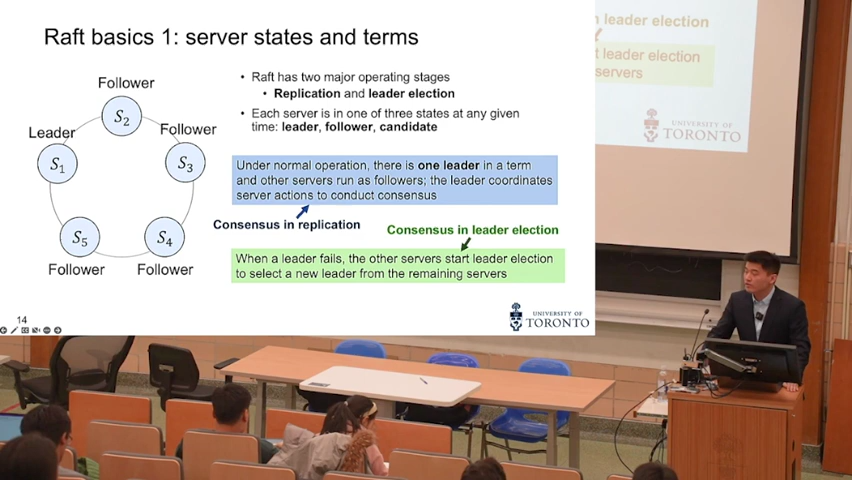 Raft basics 1: server states and terms
Follower
S2
Leader
S1
Follower
S3
S5
Follower
S4
Follower
• Raft has two major operating stages
• Replication and leader election
• Each server is in one of three states at any given
time: leader, follower, candidate
Under normal operation, there is one leader in a term
and other servers run as followers; the leader coordinates
server actions to conduct consensus
Consensus in replication
Consensus in leader election
When a leader fails, the other servers start leader election
to select a new leader from the remaining servers
14
UNIVERSITY OF
TORONTO
leader election
leader election
servers
UNIVERSITY OF
TORONTO